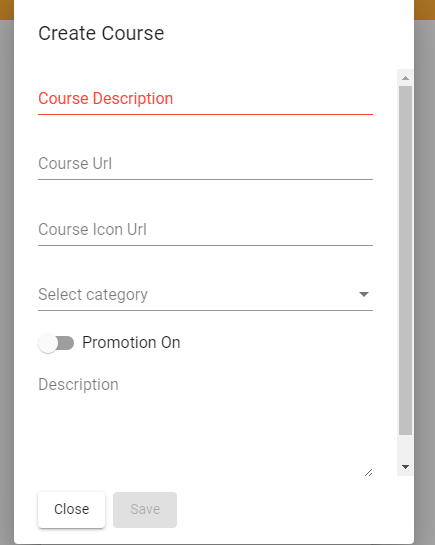 Create Course
Course Description
Course Url
Course Icon Url
Select category
Promotion On
Description
Close Save